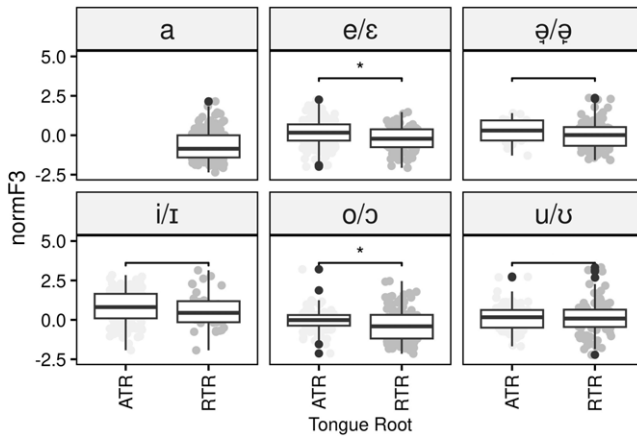 a e/ɛ ə̘/ə̙
5.0
* 
2.5
0.0
-2.5
normF3
i/ɪ o/ɔ u/ʊ
5.0
*
2.5
0.0
-2.5
ATR RTR ATR RTR ATR RTR
Tongue Root